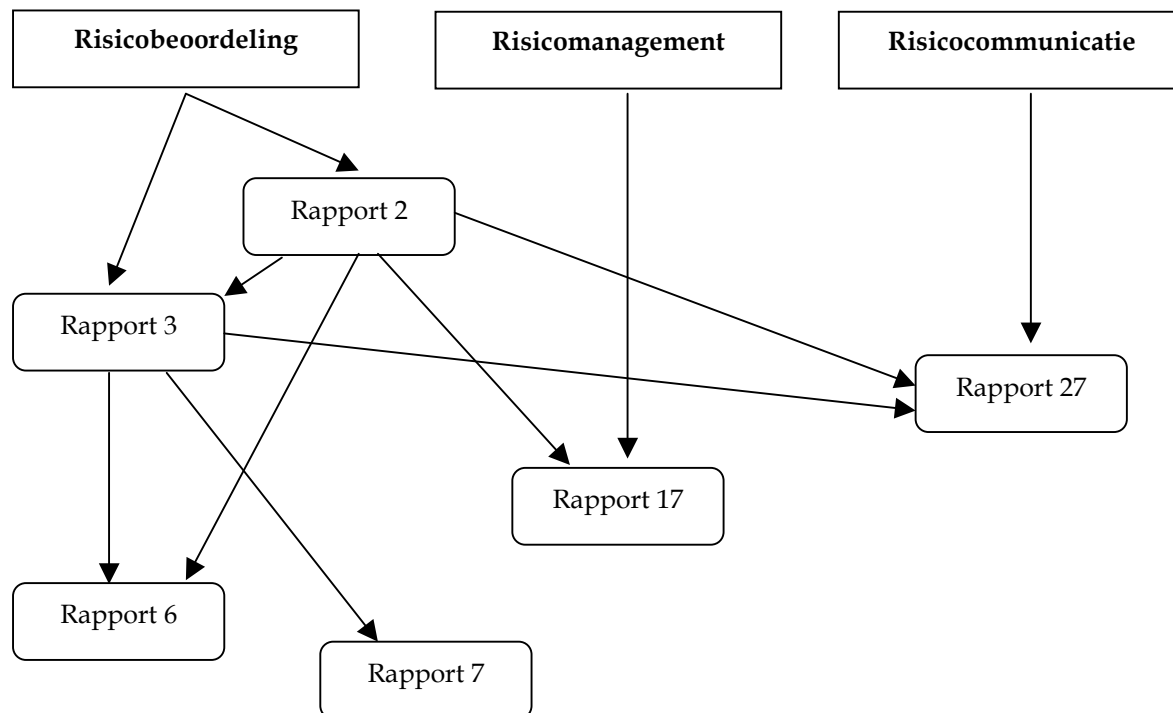 Risicobeoordeling
Risicomanagement
Risicocommunicatie
Rapport 2
Rapport 3
Rapport 27
Rapport 17
Rapport 6
Rapport 7